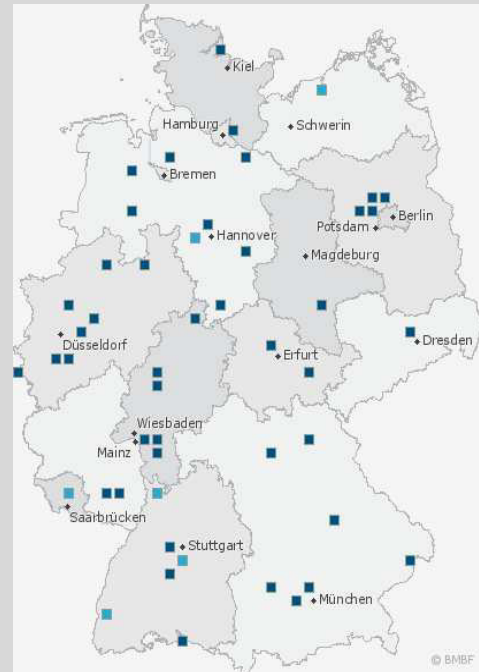 Kiel
Hamburg
Schwerin
Bremen
Berlin
Potsdam
Hannover
Magdeburg
Düsseldorf
Dresden
Erfurt
Wiesbaden
Mainz
Saarbrücken
Stuttgart
München
© BMBF